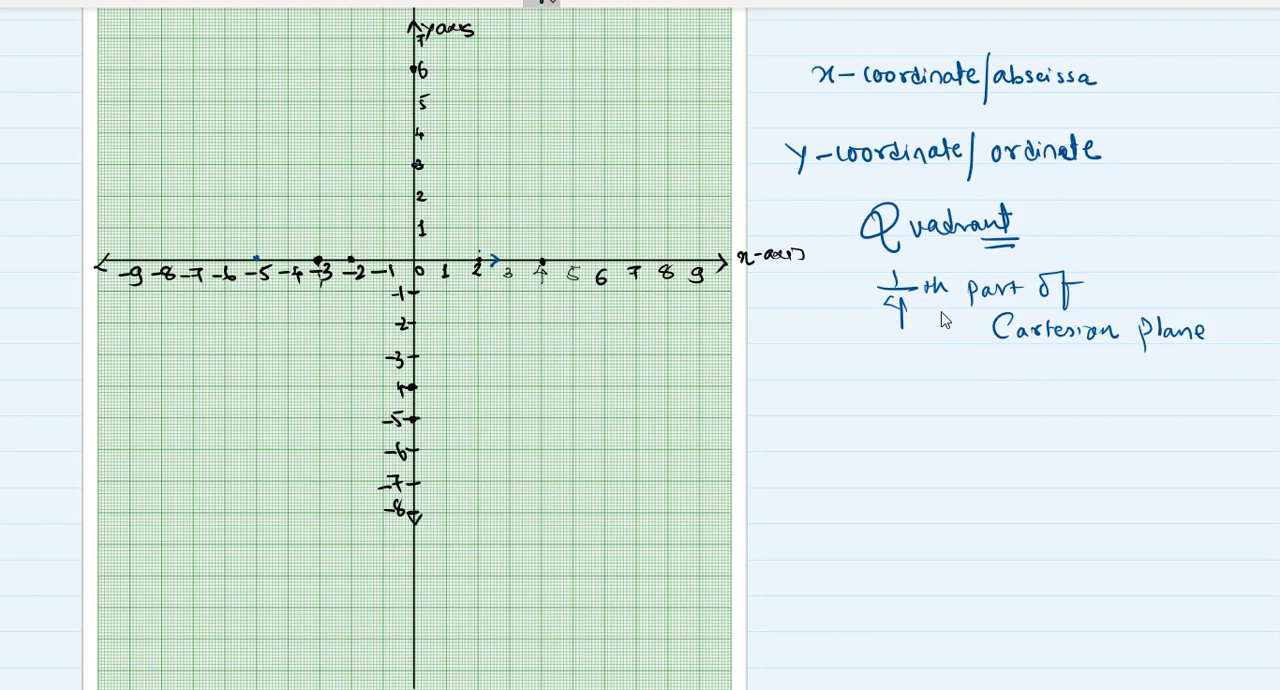 y axis
7
6
5
4
3
2
1
-9 -8 -7 -6 -5 -4 -3 -2 -1 0 1 2 3 4 5 6 7 8 9 x-axis
-1
-2
-3
-4
-5
-6
-7
-8
x-coordinate/abscissa
y-coordinate/ ordinate
Quadrant
1/4 th part of
Cartesian plane